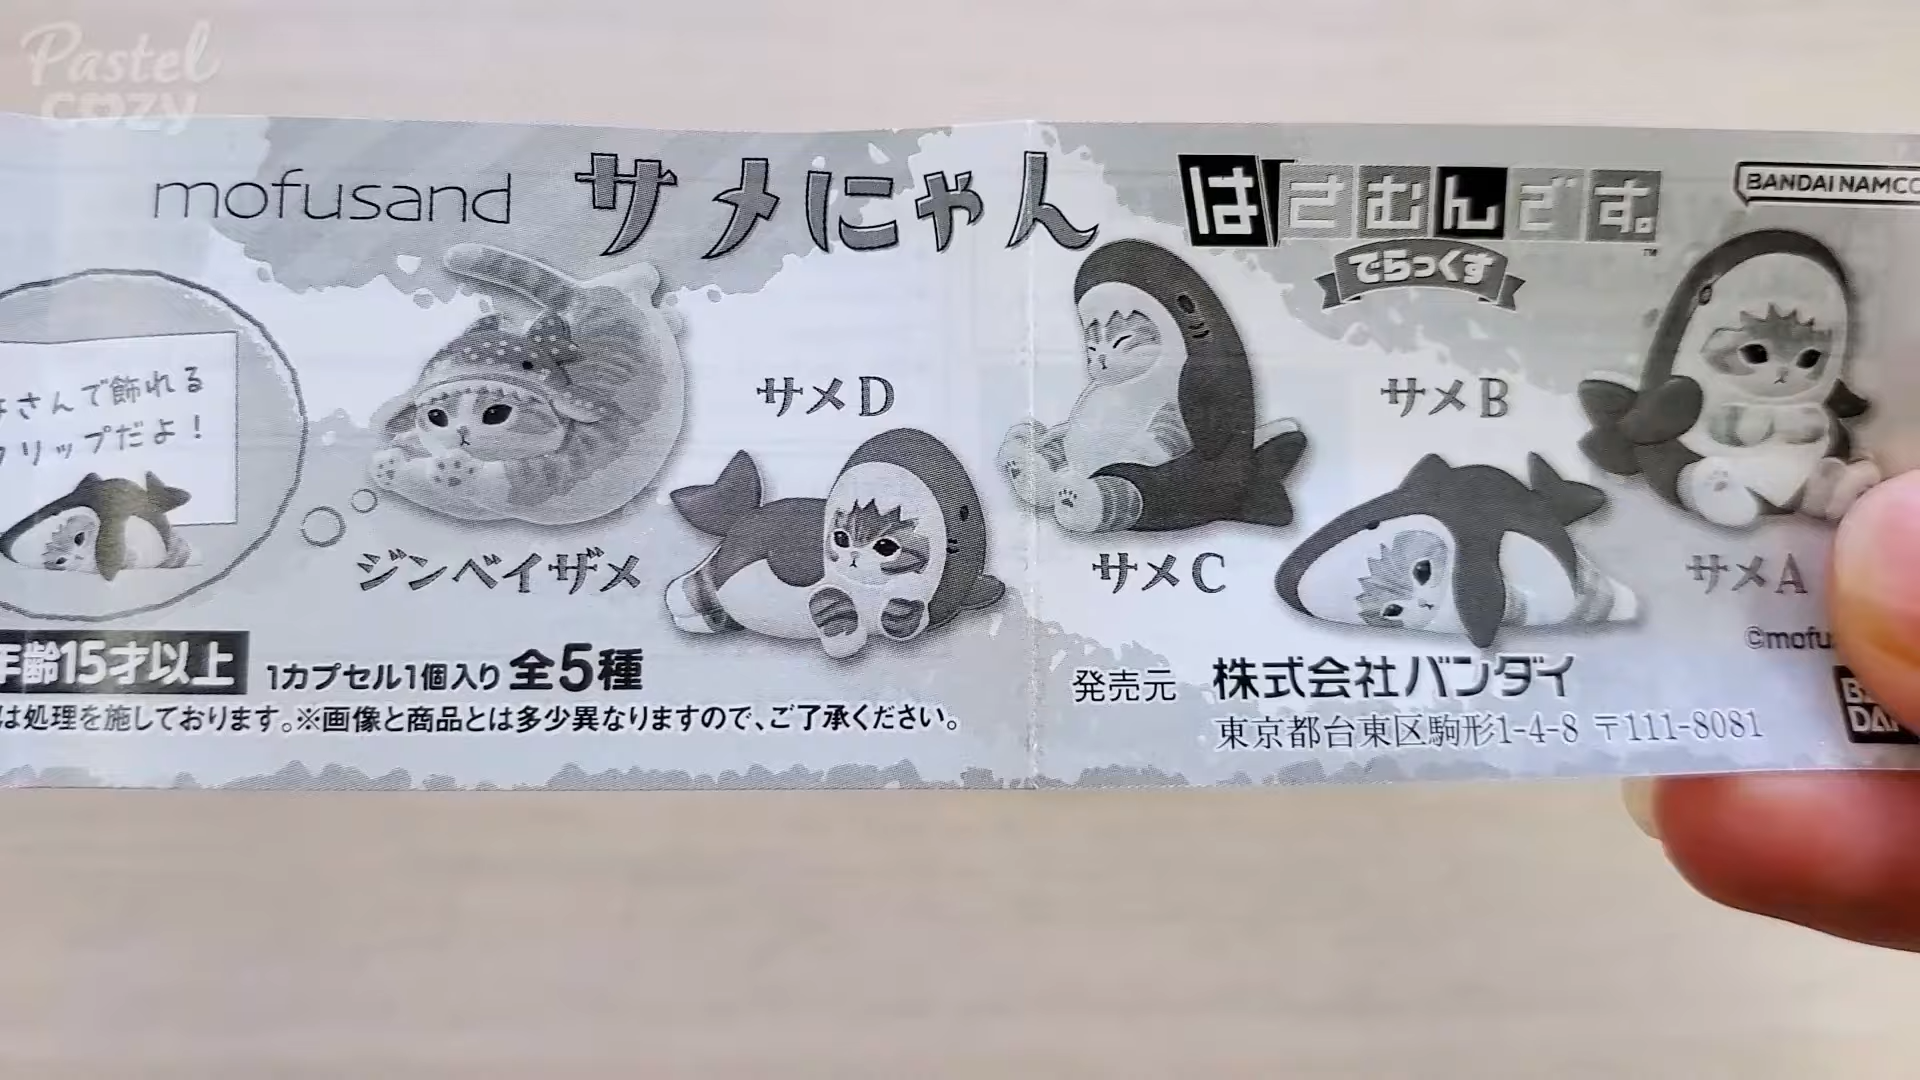 Pastel
cozy
mofusand サメにゃん はさむんです。
でらっくす
BANDAI NAMCO
さんで飾れる
リップだよ!
ジンベイザメ
サメD
サメC
サメB
サメA
©mofu
年齢15才以上 1カプセル1個入り 全5種
は処理を施しております。※画像と商品とは多少異なりますので、ご了承ください。
発売元 株式会社バンダイ
東京都台東区駒形1-4-8 〒111-8081